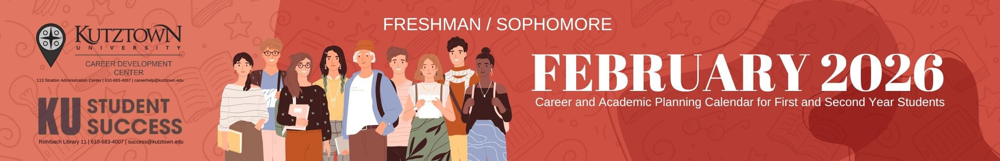 KUTZTOWN
UNIVERSITY
CAREER DEVELOPMENT
CENTER
113 Stratton Administration Center | 610-683-4067 | careerhelp@kutztown.edu
KU STUDENT
SUCCESS
Rohrbach Library 11 | 610-683-4007 | success@kutztown.edu
FRESHMAN / SOPHOMORE
FEBRUARY 2026
Career and Academic Planning Calendar for First and Second Year Students